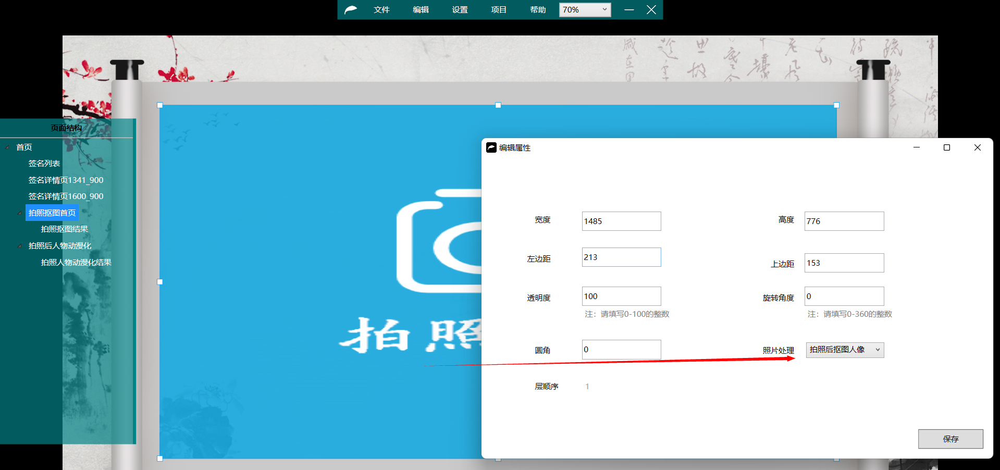 文件 编辑 设置 项目 帮助 70%
页面结构
首页
签名列表
签名详情页1341_900
签名详情页1600_900
拍照抠图首页
拍照抠图结果
拍照后人物动漫化
拍照人物动漫化结果
拍照
编辑属性
宽度 1485 高度 776
左边距 213 上边距 153
透明度 100 旋转角度 0
注：请填写0-100的整数 注：请填写0-360的整数
圆角 0 照片处理 拍照后抠图人像
层顺序 1
保存